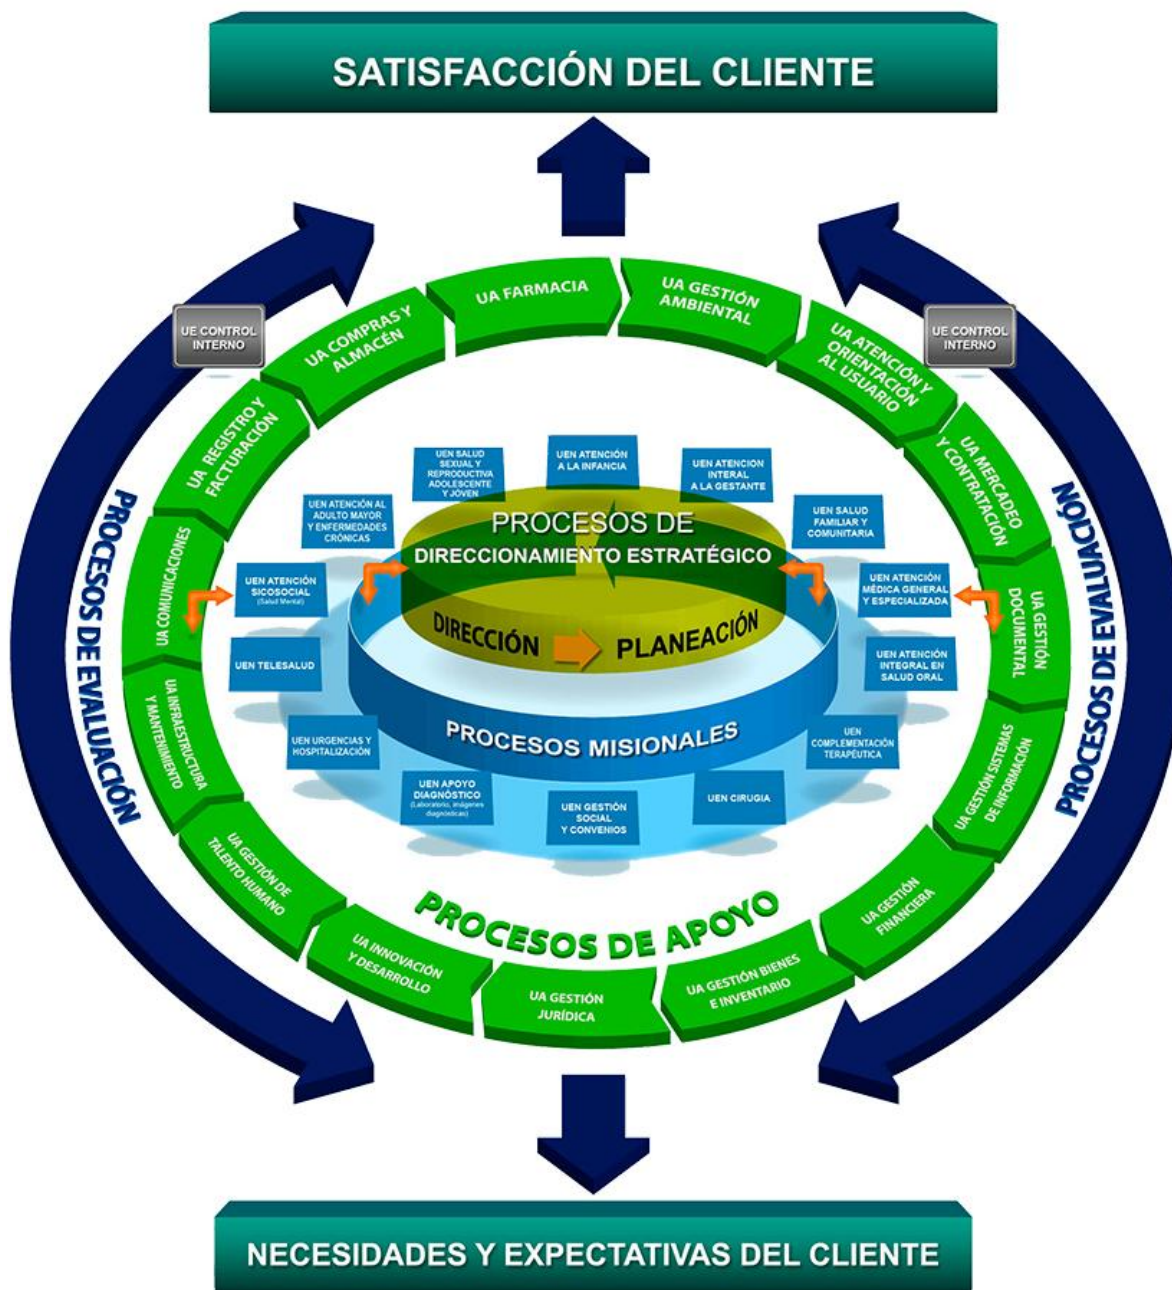 SATISFACCIÓN DEL CLIENTE
UE CONTROL
INTERNO
UE CONTROL
INTERNO
PROCESOS DE EVALUACIÓN
PROCESOS DE EVALUACIÓN
UA FARMACIA
UA GESTIÓN
AMBIENTAL
UA ATENCIÓN Y
ORIENTACIÓN
AL USUARIO
UA MERCADEO
Y CONTRATACIÓN
UA GESTIÓN
DOCUMENTAL
UA GESTIÓN SISTEMAS
DE INFORMACIÓN
UA GESTIÓN
FINANCIERA
UA GESTIÓN BIENES
E INVENTARIO
UA GESTIÓN
JURÍDICA
UA INNOVACIÓN
Y DESARROLLO
UA GESTIÓN DE
TALENTO HUMANO
UA INFRAESTRUCTURA
Y MANTENIMIENTO
UA COMUNICACIONES
UA REGISTRO Y
FACTURACIÓN
UA COMPRAS Y
ALMACÉN
UEN SALUD
SEXUAL Y
REPRODUCTIVA
ADOLESCENTE
Y JÓVEN
UEN ATENCIÓN
A LA INFANCIA
UEN ATENCION
INTERAL
A LA GESTANTE
UEN SALUD
FAMILIAR Y
COMUNITARIA
UEN ATENCIÓN
MÉDICA GENERAL
Y ESPECIALIZADA
UEN ATENCIÓN
INTEGRAL EN
SALUD ORAL
UEN
COMPLEMENTACIÓN
TERAPÉUTICA
UEN CIRUGIA
UEN GESTIÓN
SOCIAL
Y CONVENIOS
UEN APOYO
DIAGNÓSTICO
(Laboratorio, imágenes
diagnósticas)
UEN URGENCIAS Y
HOSPITALIZACIÓN
UEN TELESALUD
UEN ATENCIÓN
SICOSOCIAL
(Salud Mental)
UEN ATENCIÓN AL
ADULTO MAYOR
Y ENFERMEDADES
CRÓNICAS
PROCESOS DE
DIRECCIONAMIENTO ESTRATÉGICO
DIRECCIÓN
PLANEACIÓN
PROCESOS MISIONALES
PROCESOS DE APOYO
NECESIDADES Y EXPECTATIVAS DEL CLIENTE